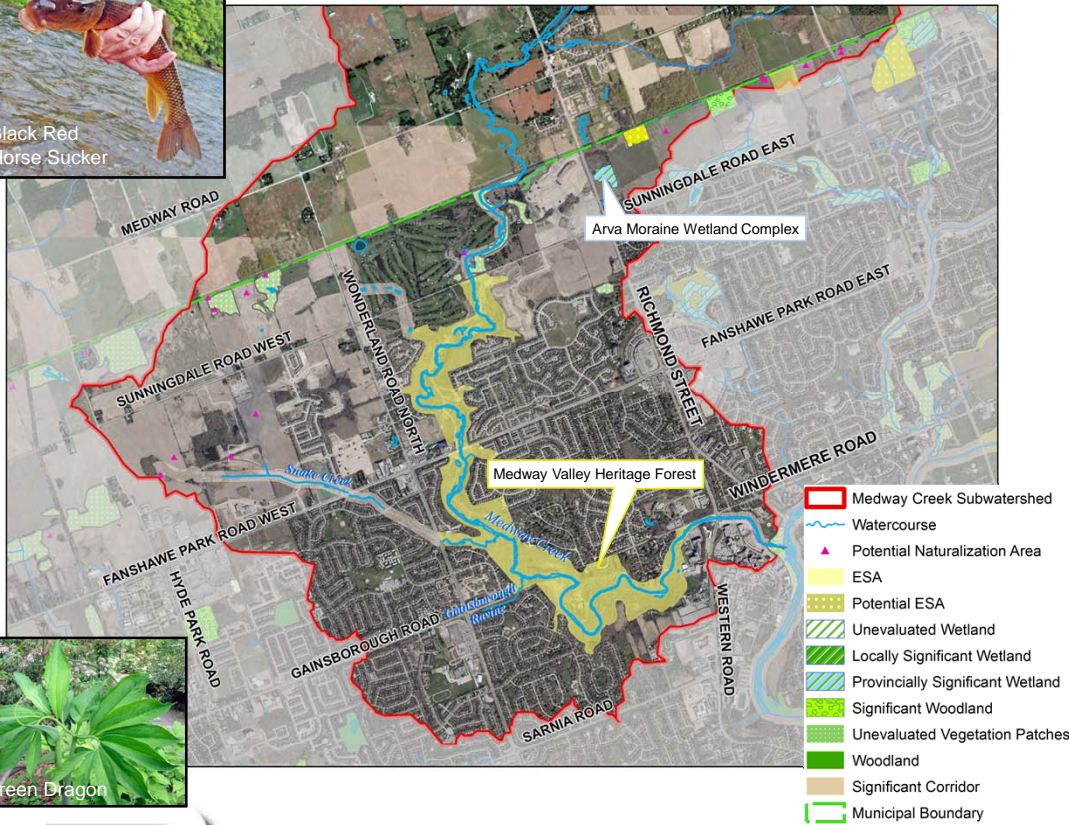 Black Red
Horse Sucker
MEDWAY ROAD
SUNNINGDALE ROAD EAST
Arva Moraine Wetland Complex
WONDERLAND ROAD NORTH
RICHMOND STREET
FANSHAWE PARK ROAD EAST
SUNNINGDALE ROAD WEST
WINDERMERE ROAD
Medway Valley Heritage Forest
Snake Creek
Medway Creek
FANSHAWE PARK ROAD WEST
HYDE PARK ROAD
Gainsborough
Ravine
GAINSBOROUGH ROAD
WESTERN ROAD
SARNIA ROAD
Green Dragon
Medway Creek Subwatershed
Watercourse
Potential Naturalization Area
ESA
Potential ESA
Unevaluated Wetland
Locally Significant Wetland
Provincially Significant Wetland
Significant Woodland
Unevaluated Vegetation Patches
Woodland
Significant Corridor
Municipal Boundary